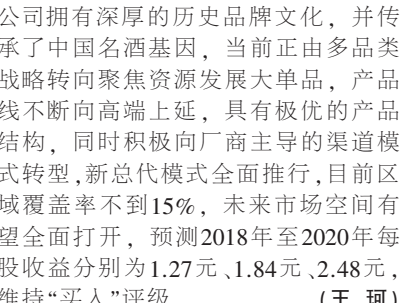 公司拥有深厚的历史品牌文化，并传
承了中国名酒基因，当前正由多品类
战略转向聚焦资源发展大单品，产品
线不断向高端上延，具有极优的产品
结构，同时积极向厂商主导的渠道模
式转型，新总代模式全面推行，目前区
域覆盖率不到15%，未来市场空间有
望全面打开，预测2018年至2020年每
股收益分别为1.27元、1.84元、2.48元，
维持“买入”评级 （王 珂）